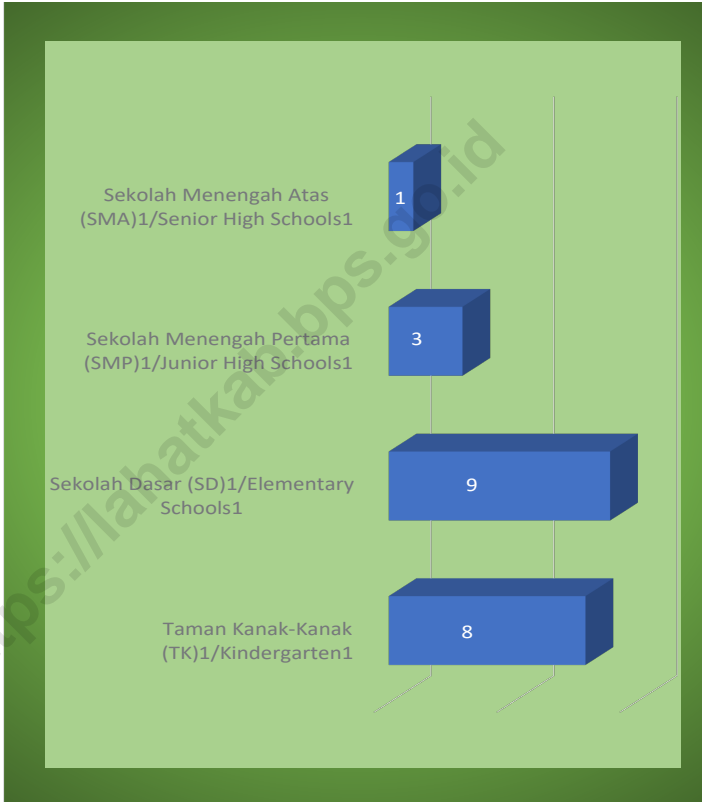 Sekolah Menengah Atas
(SMA)1/Senior High Schools1
1
Sekolah Menengah Pertama
(SMP)1/Junior High Schools1
3
Sekolah Dasar (SD)1/Elementary
Schools1
9
Taman Kanak-Kanak
(TK)1/Kindergarten1
8
tps://lahatkab.bps.go.id